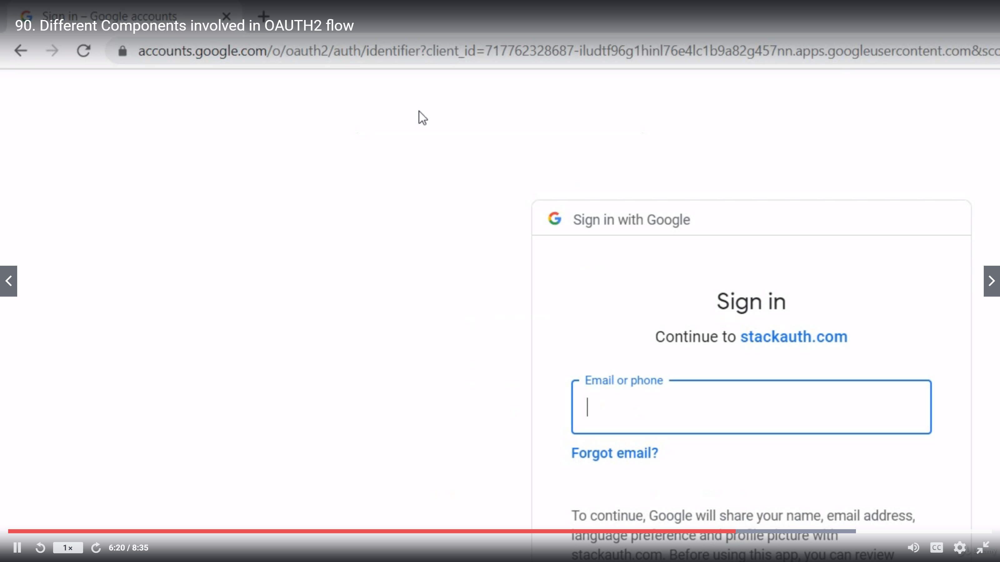 Sign in – Google accounts
90. Different Components involved in OAUTH2 flow
accounts.google.com/o/oauth2/auth/identifier?client_id=717762328687-iludtf96g1hinl76e4lc1b9a82g457nn.apps.googleusercontent.com&sco
Sign in with Google
Sign in
Continue to stackauth.com
Email or phone
Forgot email?
To continue, Google will share your name, email address,
language preference and profile picture with
stackauth.com. Before using this app, you can review
1x
6:20 / 8:35
CC